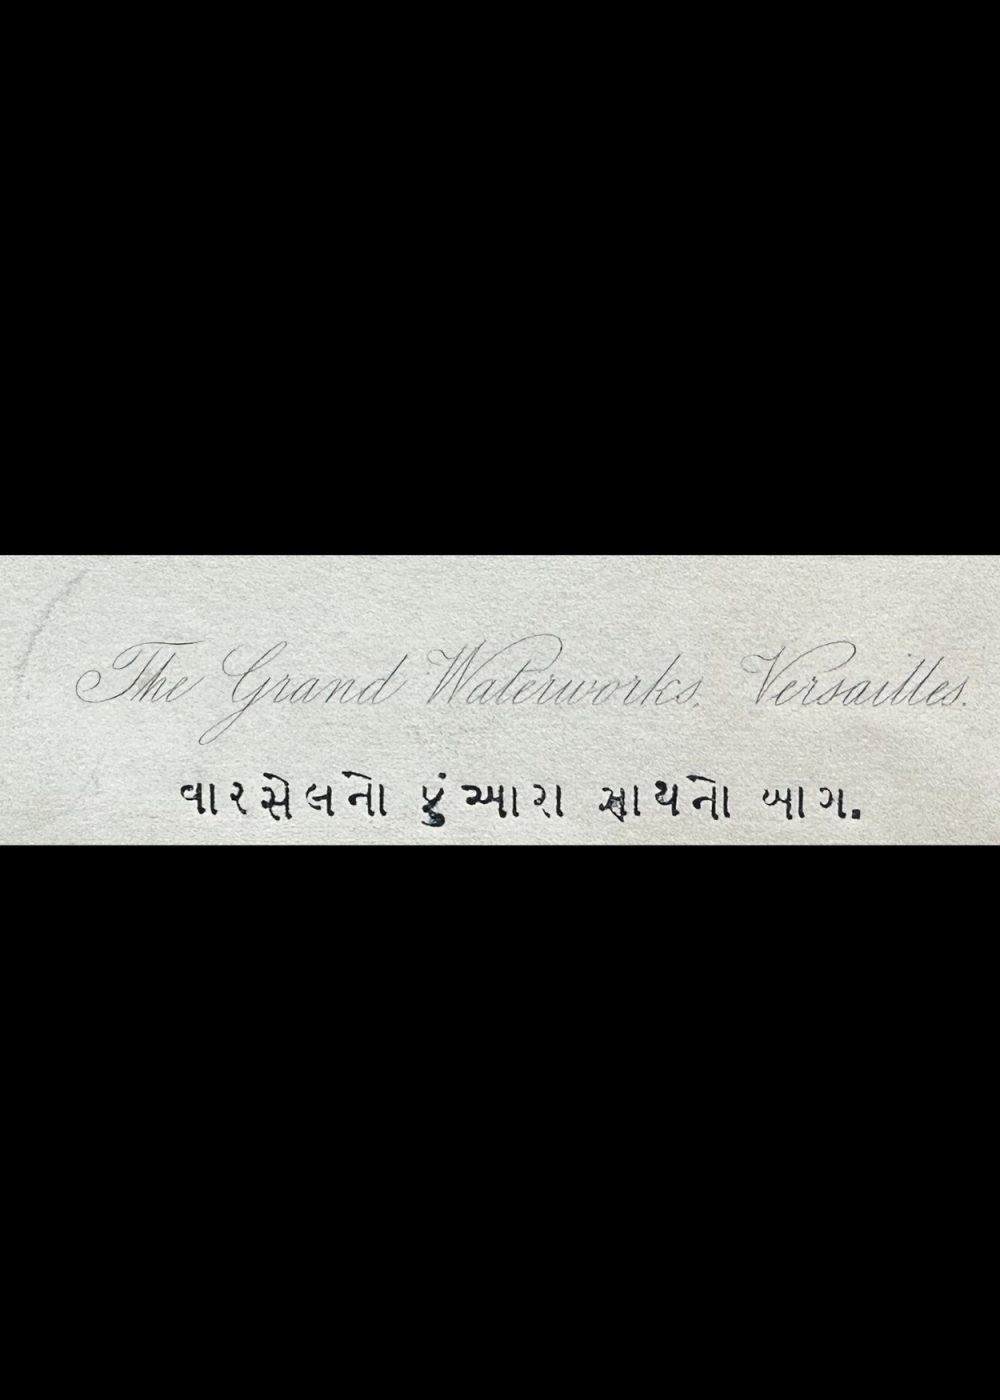 The Grand Waterworks, Versailles.
વારસેલનો ફુંઆરા સાથનો બાગ.